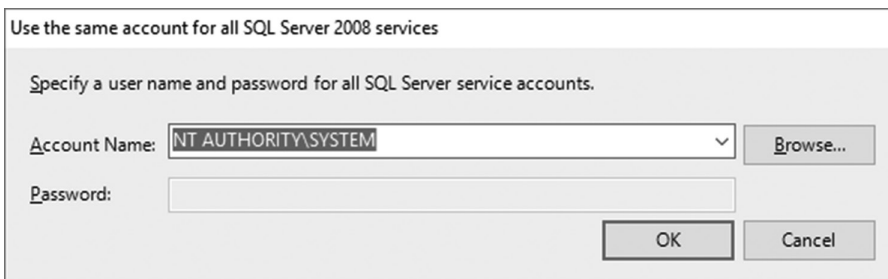 Use the same account for all SQL Server 2008 services
Specify a user name and password for all SQL Server service accounts.
Account Name: NT AUTHORITY\SYSTEM Browse...
Password:
OK Cancel